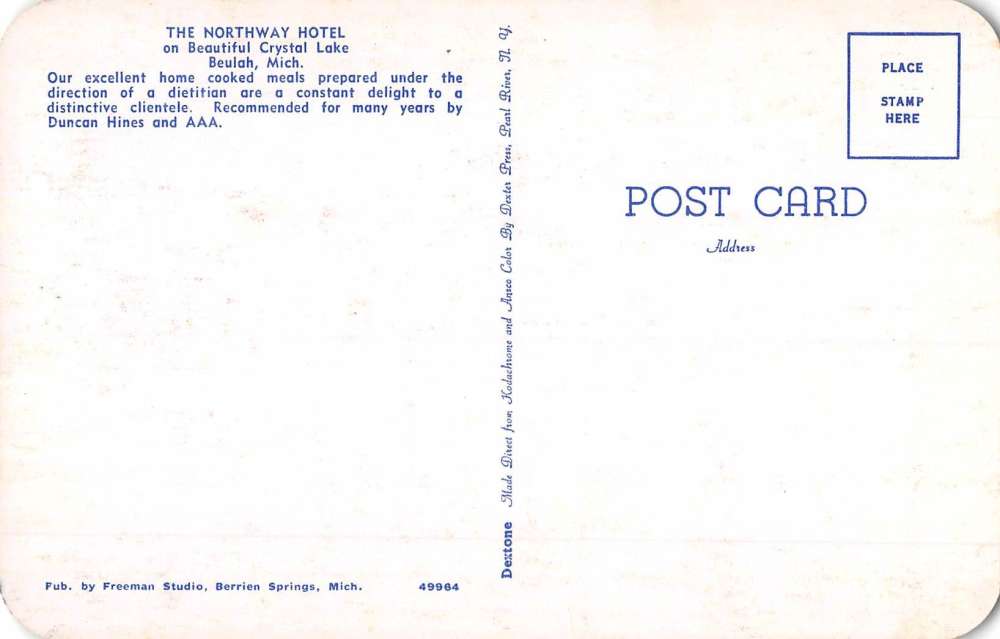 THE NORTHWAY HOTEL
on Beautiful Crystal Lake
Beulah, Mich.
Our excellent home cooked meals prepared under the
direction of a dietitian are a constant delight to a
distinctive clientele. Recommended for many years by
Duncan Hines and AAA.
Pub. by Freeman Studio, Berrien Springs, Mich. 49964
Dextone Made Direct from Kodachrome and Ansco Color By Dexter Press, Pearl River, N. Y.
PLACE
STAMP
HERE
POST CARD
Address